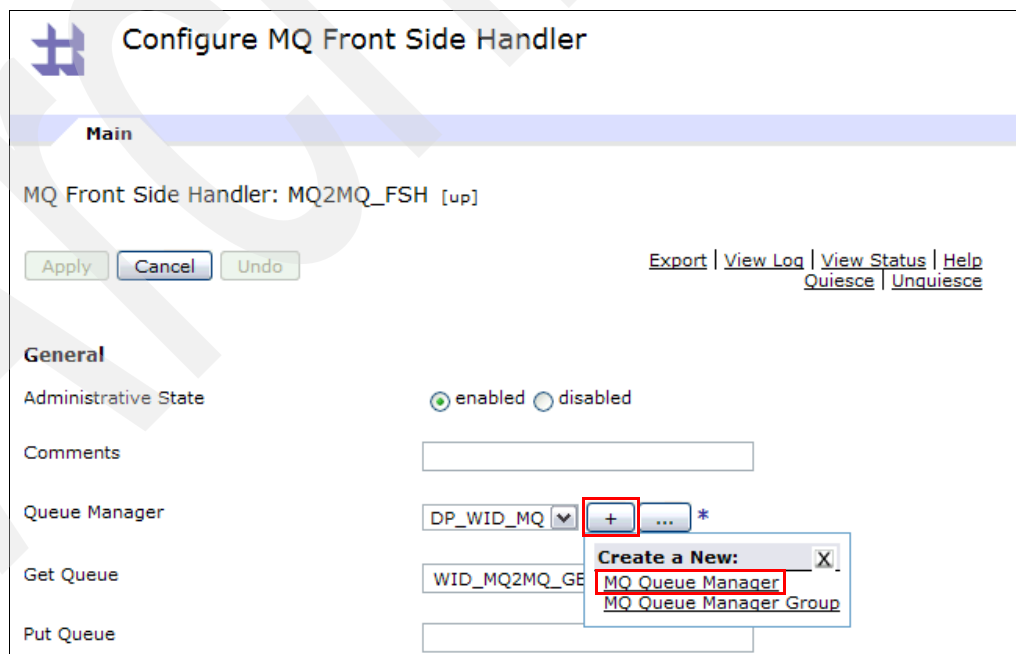 Configure MQ Front Side Handler
Main
MQ Front Side Handler: MQ2MQ_FSH [up]
Apply Cancel Undo Export | View Log | View Status | Help
Quiesce | Unquiesce
General
Administrative State enabled disabled
Comments
Queue Manager DP_WID_MQ + ... *
Create a New: X
Get Queue WID_MQ2MQ_GE MQ Queue Manager
MQ Queue Manager Group
Put Queue